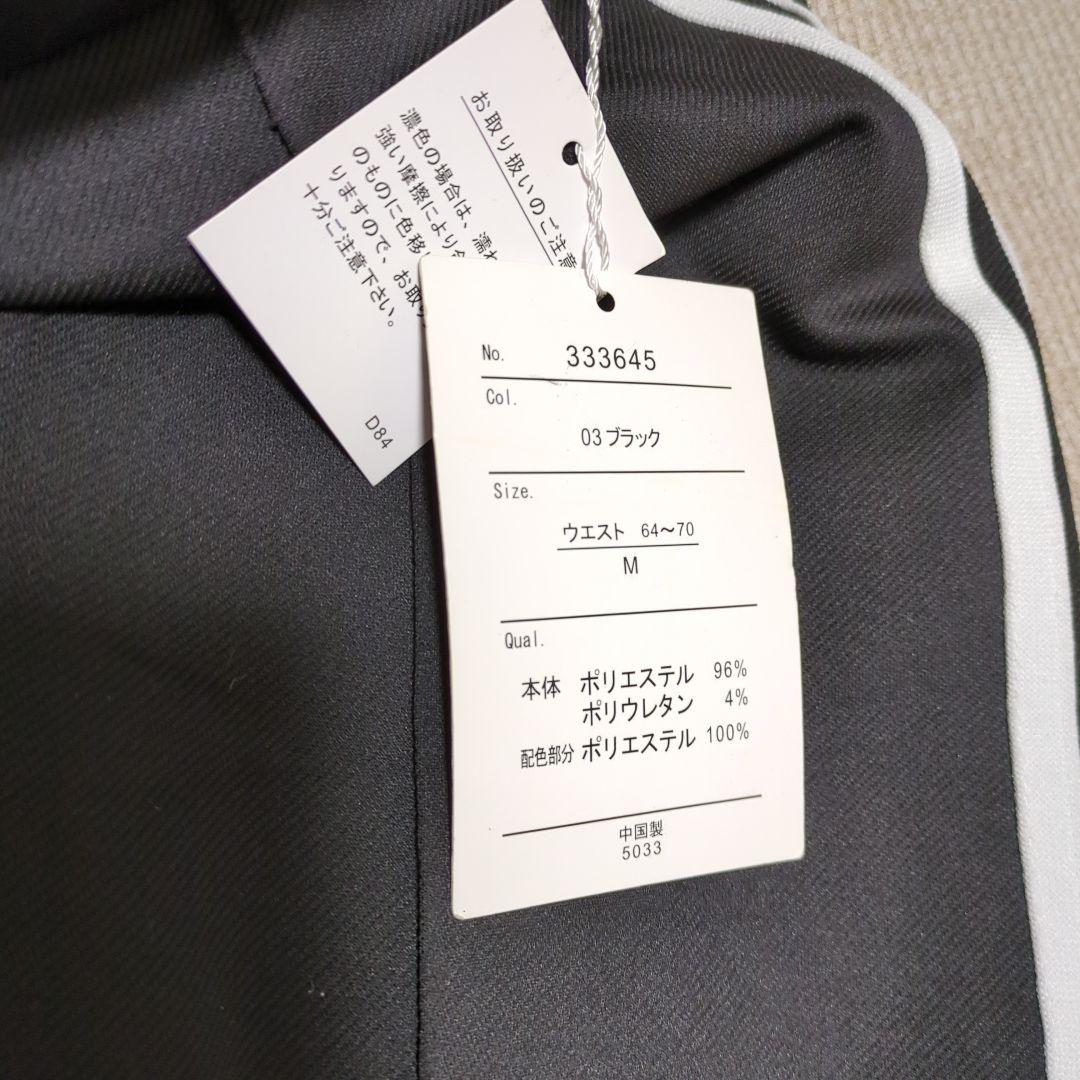 お取り扱いのご注意
濃色の場合は、濡
強い摩擦により
のものに色移
りますので、お取
十分ご注意下さい。
D84
No. 333645
Col.
03 ブラック
Size.
ウエスト 64〜70
M
Qual.
本体 ポリエステル 96%
ポリウレタン 4%
配色部分 ポリエステル 100%
中国製
5033